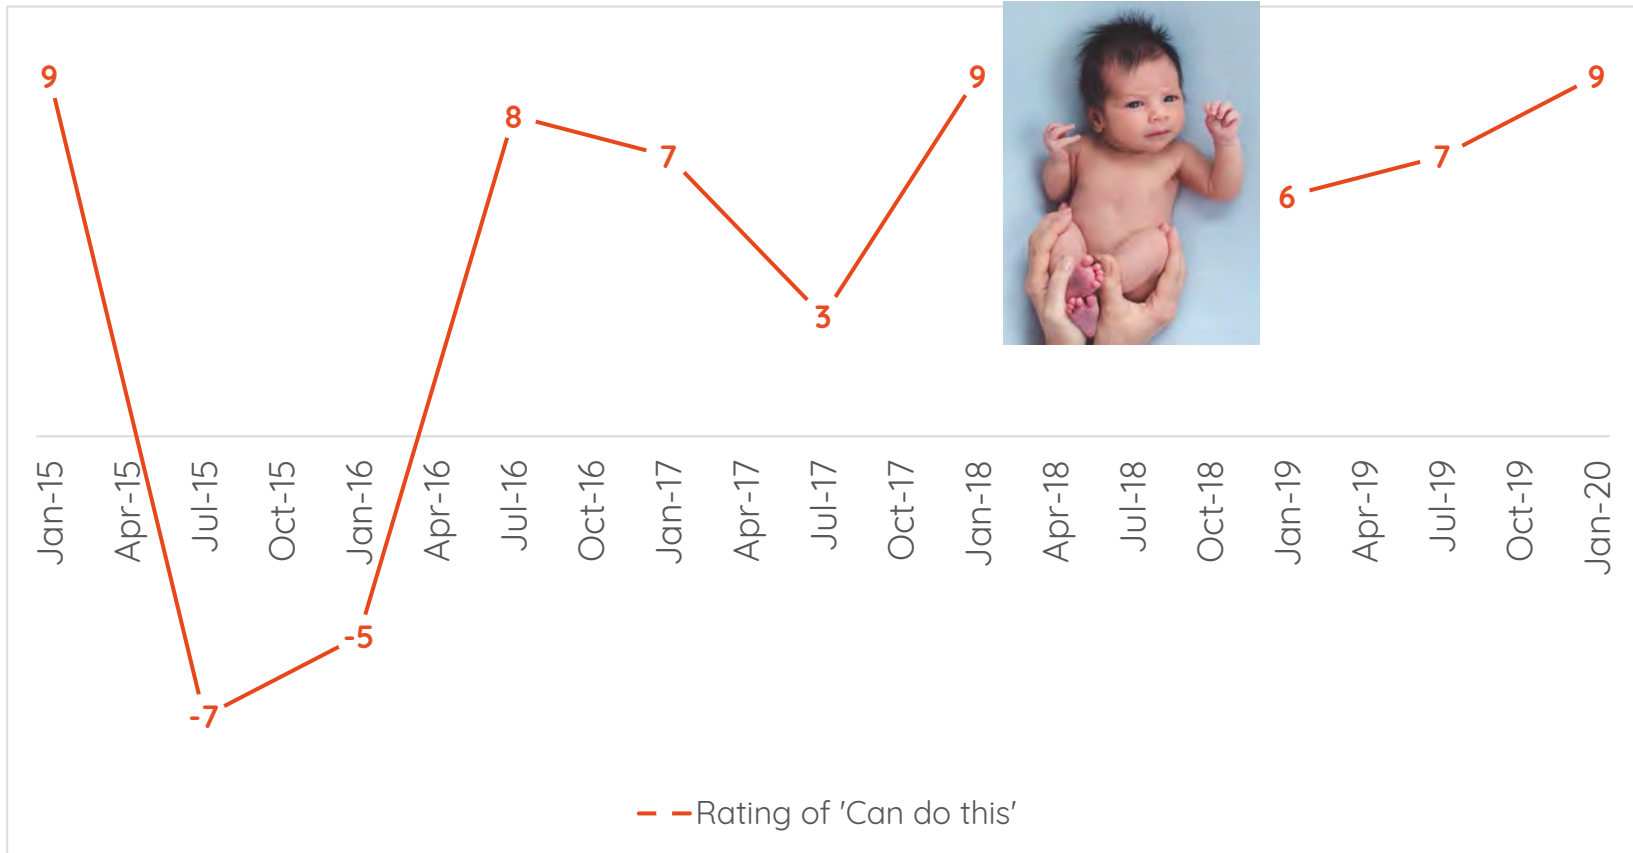 9
9
9
8
7
7
6
3
Jan-15
Apr-15
Jul-15
Oct-15
Jan-16
Apr-16
Jul-16
Oct-16
Jan-17
Apr-17
Jul-17
Oct-17
Jan-18
Apr-18
Jul-18
Oct-18
Jan-19
Apr-19
Jul-19
Oct-19
Jan-20
-5
-7
Rating of 'Can do this'